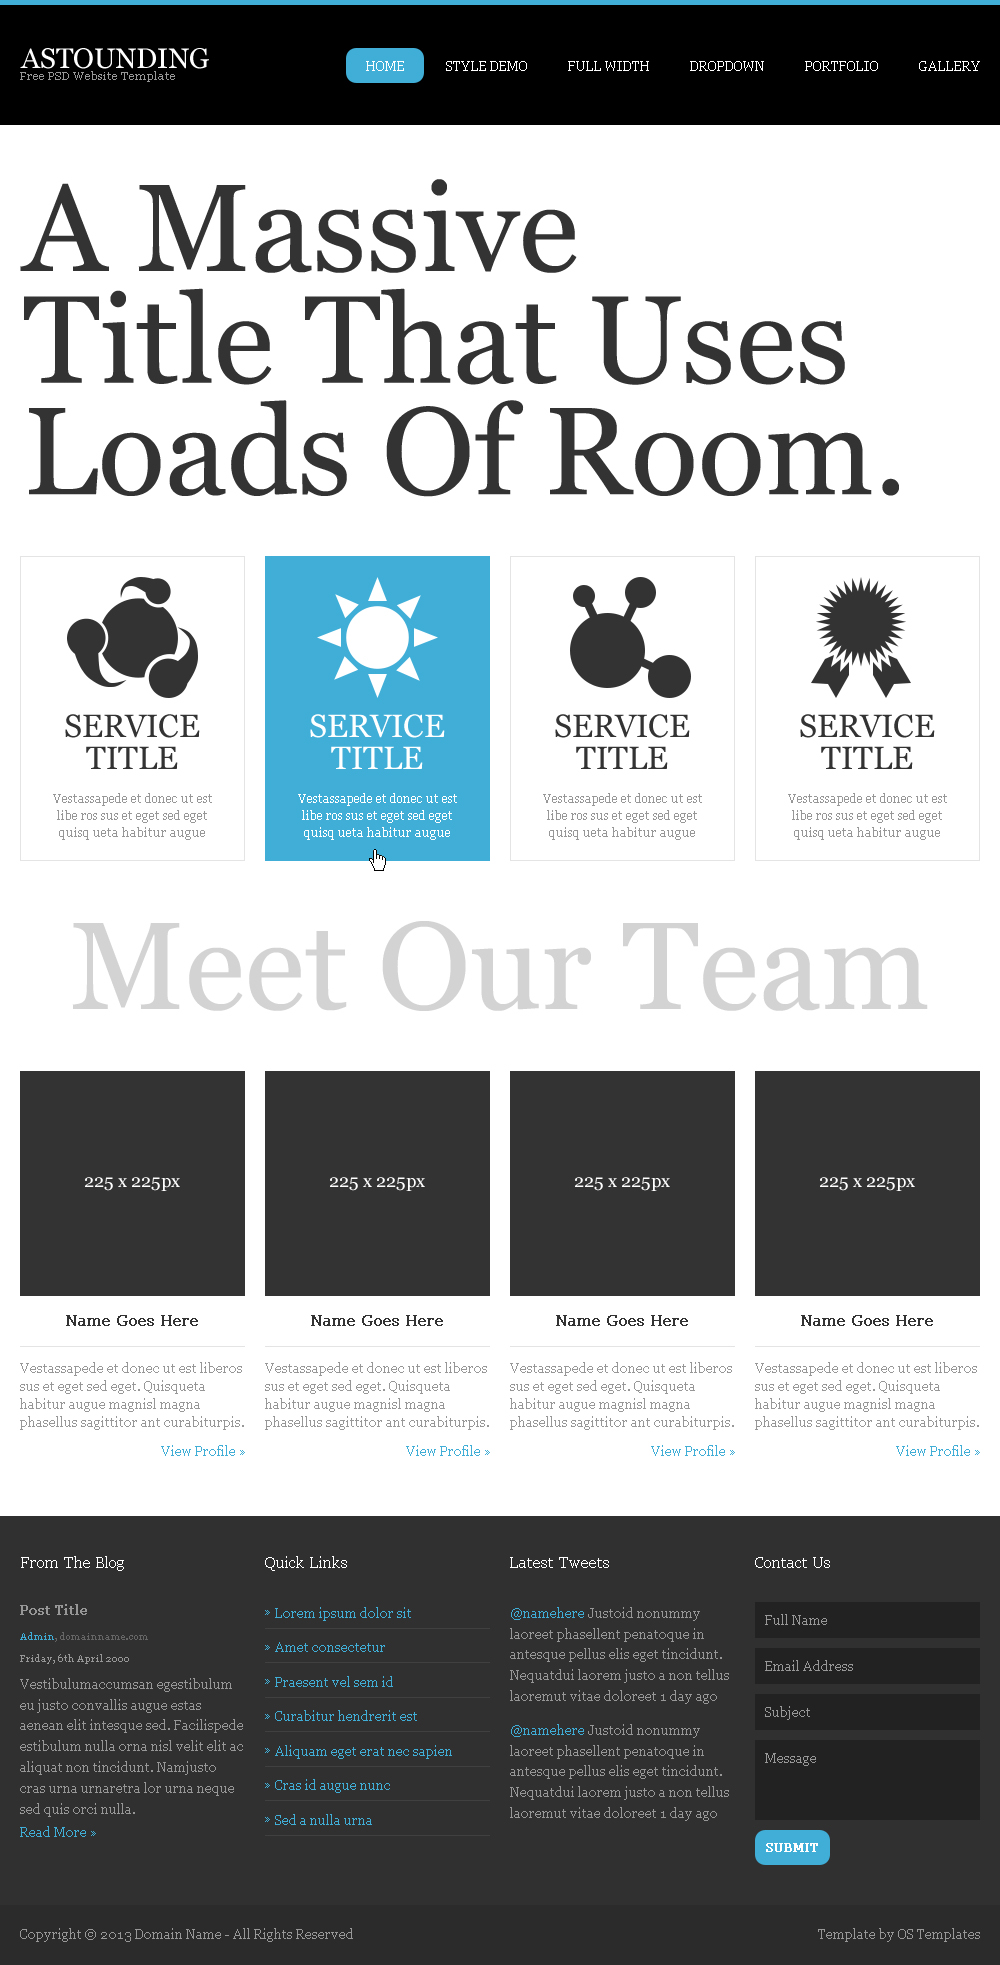 ASTOUNDING
Free PSD Website Template
HOME STYLE DEMO FULL WIDTH DROPDOWN PORTFOLIO GALLERY
A Massive
Title That Uses
Loads Of Room.
SERVICE
TITLE
Vestassapede et donec ut est
libe ros sus et eget sed eget
quisq ueta habitur augue
SERVICE
TITLE
Vestassapede et donec ut est
libe ros sus et eget sed eget
quisq ueta habitur augue
SERVICE
TITLE
Vestassapede et donec ut est
libe ros sus et eget sed eget
quisq ueta habitur augue
SERVICE
TITLE
Vestassapede et donec ut est
libe ros sus et eget sed eget
quisq ueta habitur augue
Meet Our Team
225 x 225px
Name Goes Here
Vestassapede et donec ut est liberos
sus et eget sed eget. Quisqueta
habitur augue magnisl magna
phasellus sagittitor ant curabiturpis.
View Profile »
225 x 225px
Name Goes Here
Vestassapede et donec ut est liberos
sus et eget sed eget. Quisqueta
habitur augue magnisl magna
phasellus sagittitor ant curabiturpis.
View Profile »
225 x 225px
Name Goes Here
Vestassapede et donec ut est liberos
sus et eget sed eget. Quisqueta
habitur augue magnisl magna
phasellus sagittitor ant curabiturpis.
View Profile »
225 x 225px
Name Goes Here
Vestassapede et donec ut est liberos
sus et eget sed eget. Quisqueta
habitur augue magnisl magna
phasellus sagittitor ant curabiturpis.
View Profile »
From The Blog
Post Title
Admin, domainname.com
Friday, 6th April 2000
Vestibulumaccumsan egestibulum
eu justo convallis augue estas
aenean elit intesque sed. Facilispede
estibulum nulla orna nisl velit elit ac
aliquat non tincidunt. Namjusto
cras urna urnaretra lor urna neque
sed quis orci nulla.
Read More »
Quick Links
» Lorem ipsum dolor sit
» Amet consectetur
» Praesent vel sem id
» Curabitur hendrerit est
» Aliquam eget erat nec sapien
» Cras id augue nunc
» Sed a nulla urna
Latest Tweets
@namehere Justoid nonummy
laoreet phasellent penatoque in
antesque pellus elis eget tincidunt.
Nequatdui laorem justo a non tellus
laoremut vitae doloreet 1 day ago
@namehere Justoid nonummy
laoreet phasellent penatoque in
antesque pellus elis eget tincidunt.
Nequatdui laorem justo a non tellus
laoremut vitae doloreet 1 day ago
Contact Us
Full Name
Email Address
Subject
Message
SUBMIT
Copyright © 2013 Domain Name - All Rights Reserved
Template by OS Templates